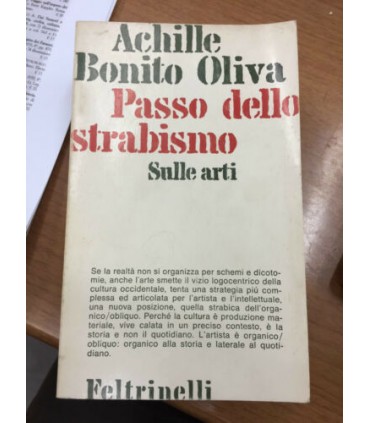 Achille
Bonito Oliva
Passo dello
strabismo
Sulle arti
Se la realtà non si organizza per schemi e dicoto-
mie, anche l'arte smette il vizio logocentrico della
cultura occidentale, tenta una strategia più com-
plessa ed articolata per l'artista e l'intellettuale,
una nuova posizione, quella strabica dell'orga-
nico/obliquo. Perché la cultura è produzione ma-
teriale, vive calata in un preciso contesto, è la
storia e non il quotidiano. L'artista è organico/
obliquo: organico alla storia e laterale al quoti-
diano.
Feltrinelli